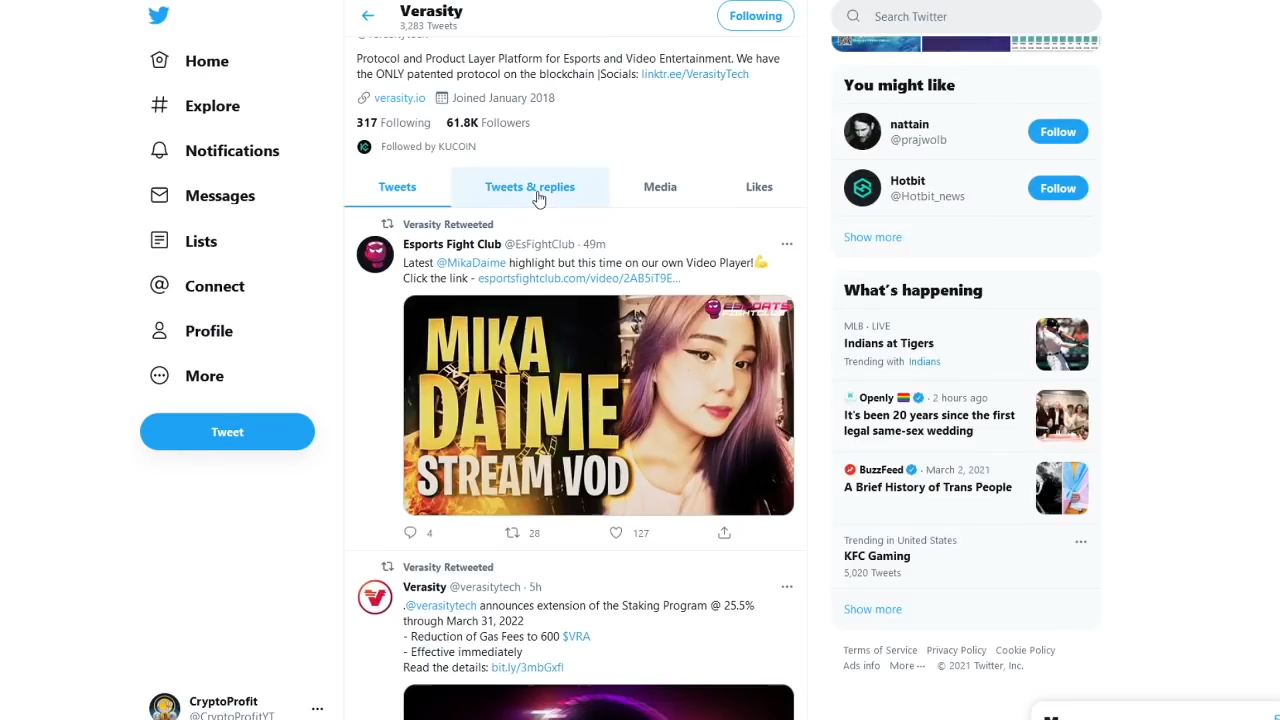 Home
Explore
Notifications
Messages
Lists
Connect
Profile
More
Tweet
CryptoProfit
@CryptoProfitYT
Verasity
3,283 Tweets
Following
Protocol and Product Layer Platform for Esports and Video Entertainment. We have
the ONLY patented protocol on the blockchain |Socials: linktr.ee/VerasityTech
verasity.io Joined January 2018
317 Following 61.8K Followers
Followed by KUCOIN
Tweets Tweets & replies Media Likes
Verasity Retweeted
Esports Fight Club @EsFightClub · 49m
Latest @MikaDaime highlight but this time on our own Video Player!💪
Click the link - esportsfightclub.com/video/2AB5iT9E...
ESPORTS
FIGHTCLUB
MIKA
DAIME
STREAM VOD
4 28 127
Verasity Retweeted
Verasity @verasitytech · 5h
.@verasitytech announces extension of the Staking Program @ 25.5%
through March 31, 2022
- Reduction of Gas Fees to 600 $VRA
- Effective immediately
Read the details: bit.ly/3mbGxfl
Search Twitter
You might like
nattain
@prajwolb
Follow
Hotbit
@Hotbit_news
Follow
Show more
What's happening
MLB · LIVE
Indians at Tigers
Trending with Indians
Openly 🏳️‍🌈 · 2 hours ago
It's been 20 years since the first
legal same-sex wedding
BuzzFeed · March 2, 2021
A Brief History of Trans People
Trending in United States
KFC Gaming
5,020 Tweets
Show more
Terms of Service Privacy Policy Cookie Policy
Ads info More ··· © 2021 Twitter, Inc.